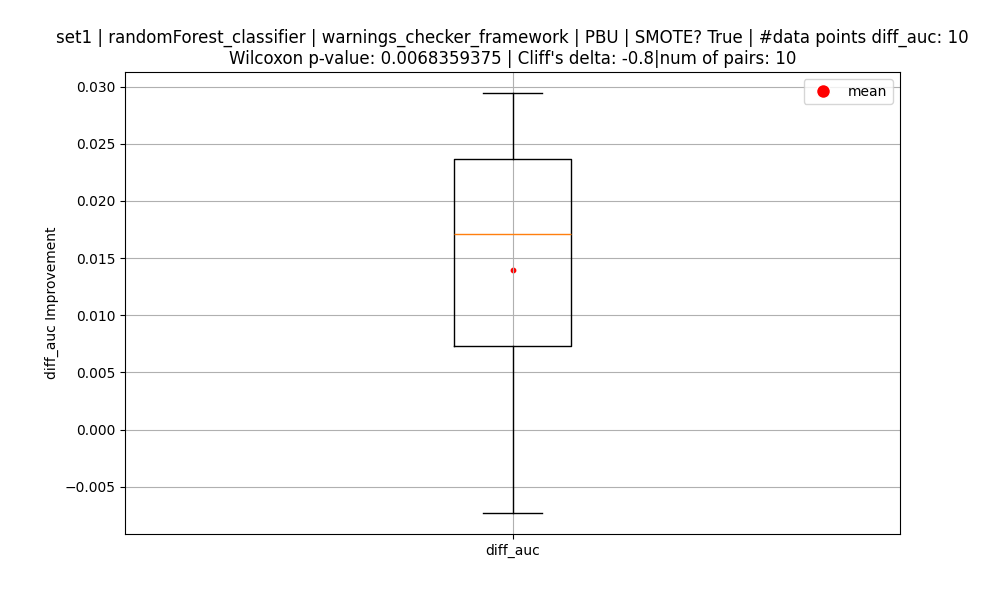 set1 | randomForest_classifier | warnings_checker_framework | PBU | SMOTE? True | #data points diff_auc: 10
Wilcoxon p-value: 0.0068359375 | Cliff's delta: -0.8|num of pairs: 10
mean
0.030
0.025
0.020
0.015
0.010
0.005
0.000
−0.005
diff_auc Improvement
diff_auc